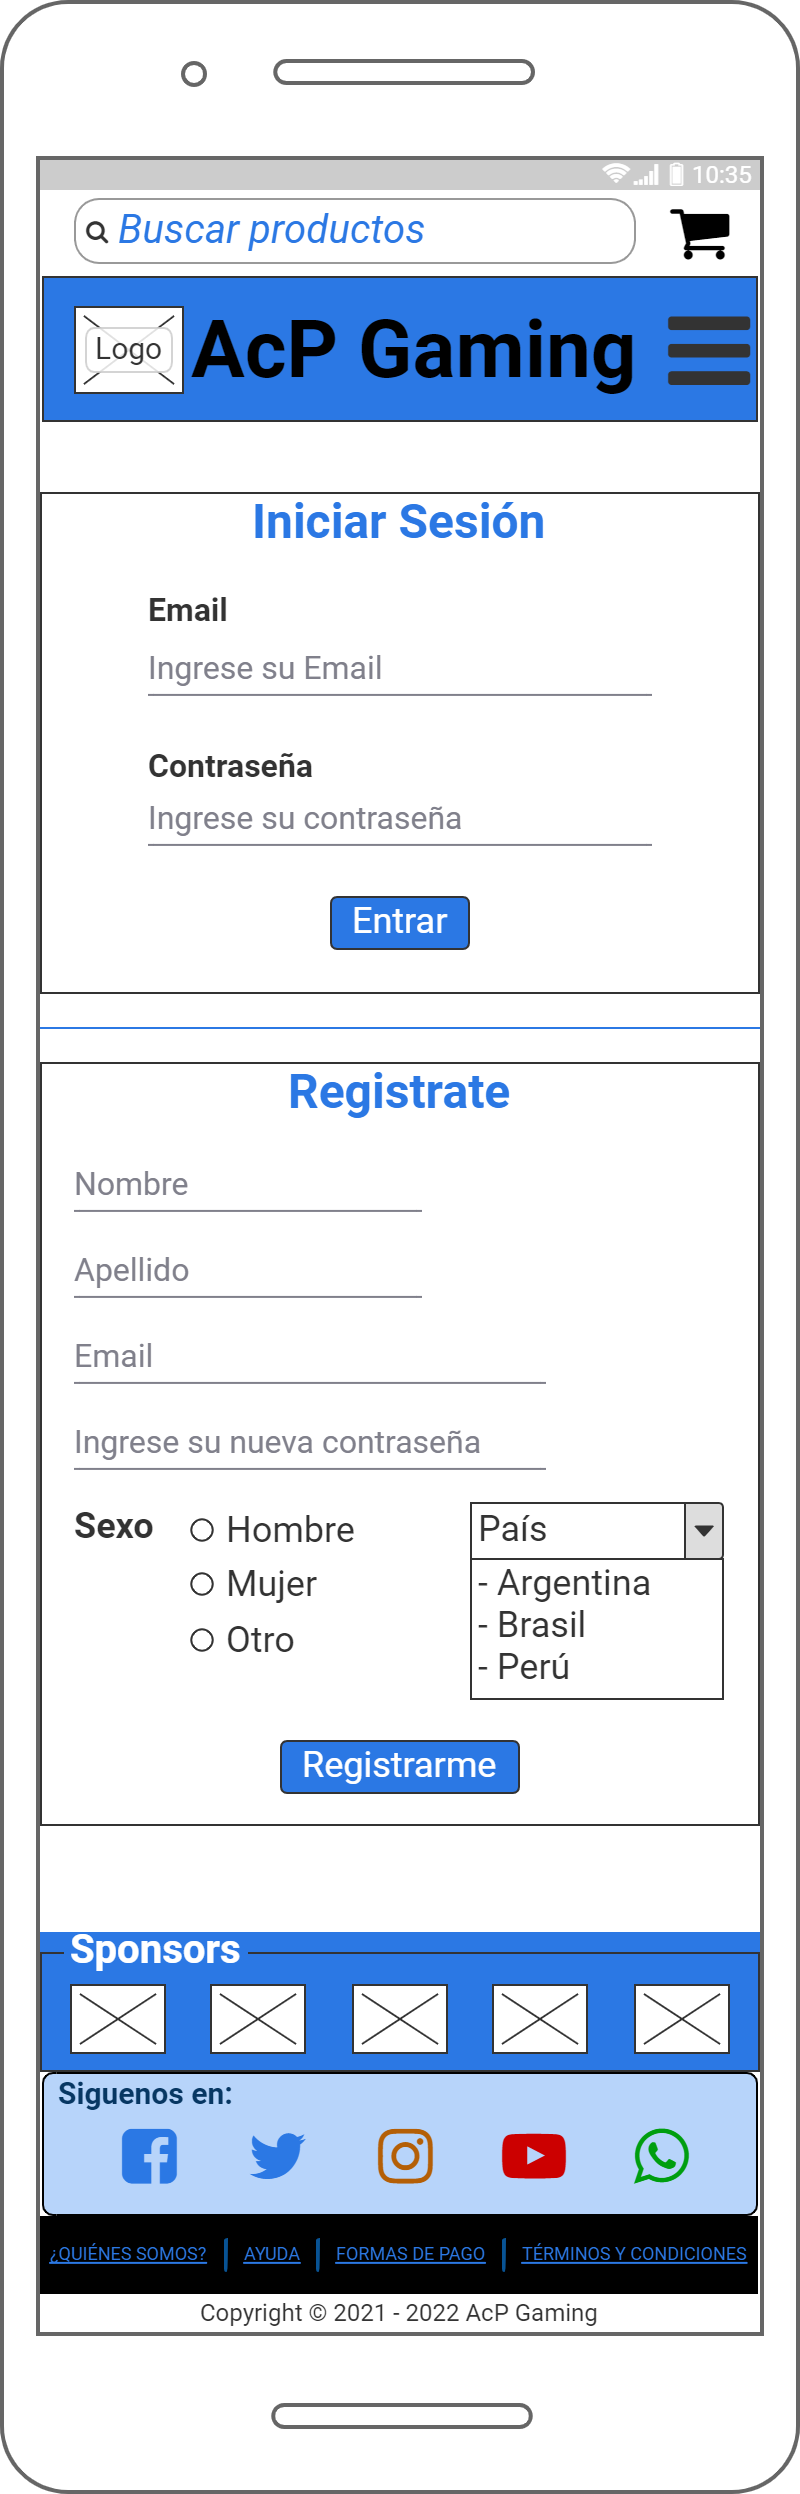 10:35
Buscar productos
Logo
AcP Gaming
Iniciar Sesión
Email
Ingrese su Email
Contraseña
Ingrese su contraseña
Entrar
Registrate
Nombre
Apellido
Email
Ingrese su nueva contraseña
Sexo
Hombre
Mujer
Otro
País
- Argentina
- Brasil
- Perú
Registrarme
Sponsors
Siguenos en:
¿QUIÉNES SOMOS? AYUDA FORMAS DE PAGO TÉRMINOS Y CONDICIONES
Copyright © 2021 - 2022 AcP Gaming